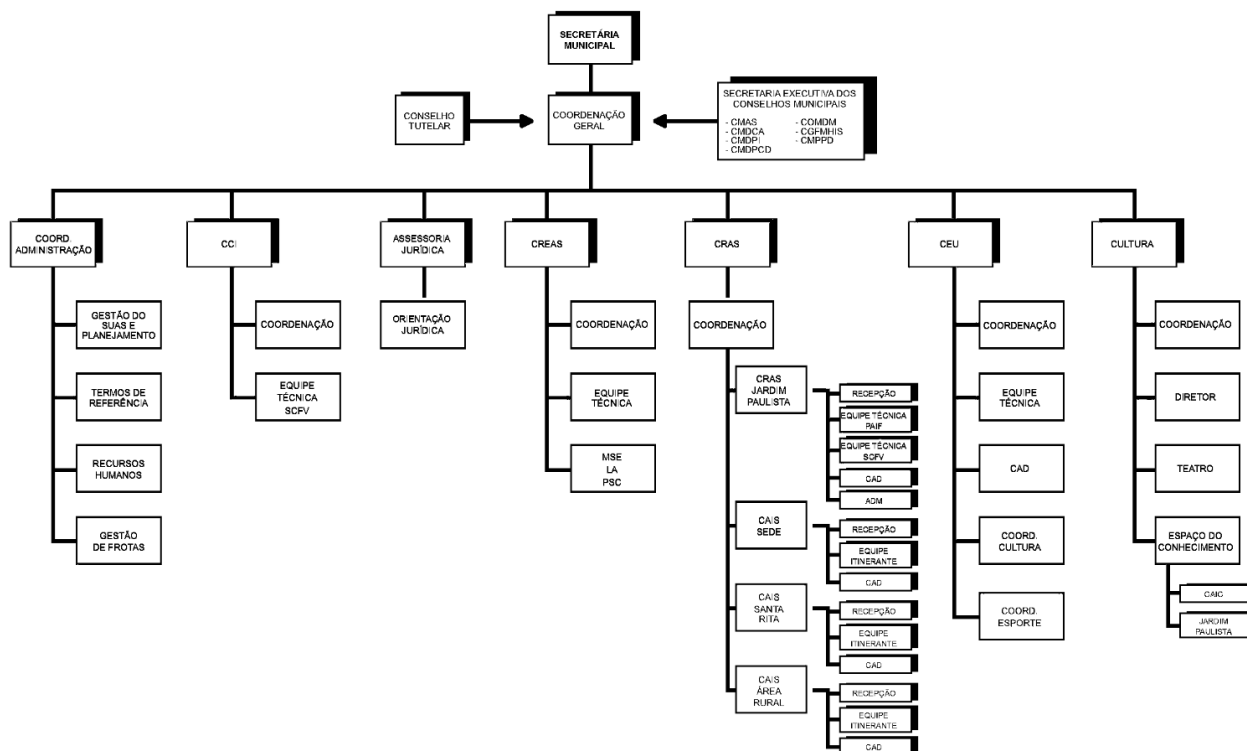 SECRETÁRIA
MUNICIPAL
CONSELHO
TUTELAR
COORDENAÇÃO
GERAL
SECRETARIA EXECUTIVA DOS
CONSELHOS MUNICIPAIS
- CMAS
- CMDCA
- CMDPI
- CMDPCD
- COMDM
- CGFMHIS
- CMPPD
COORD.
ADMINISTRAÇÃO
CCI
ASSESSORIA
JURÍDICA
CREAS
CRAS
CEU
CULTURA
GESTÃO DO
SUAS E
PLANEJAMENTO
TERMOS DE
REFERÊNCIA
RECURSOS
HUMANOS
GESTÃO
DE FROTAS
COORDENAÇÃO
EQUIPE
TÉCNICA
SCFV
ORIENTAÇÃO
JURÍDICA
COORDENAÇÃO
EQUIPE
TÉCNICA
MSE
LA
PSC
COORDENAÇÃO
CRAS
JARDIM
PAULISTA
RECEPÇÃO
EQUIPE TÉCNICA
PAIF
EQUIPE TÉCNICA
SCFV
CAD
ADM
CAIS
SEDE
RECEPÇÃO
EQUIPE
ITINERANTE
CAD
CAIS
SANTA
RITA
RECEPÇÃO
EQUIPE
ITINERANTE
CAD
CAIS
ÁREA
RURAL
RECEPÇÃO
EQUIPE
ITINERANTE
CAD
COORDENAÇÃO
EQUIPE
TÉCNICA
CAD
COORD.
CULTURA
COORD.
ESPORTE
COORDENAÇÃO
DIRETOR
TEATRO
ESPAÇO DO
CONHECIMENTO
CAIC
JARDIM
PAULISTA